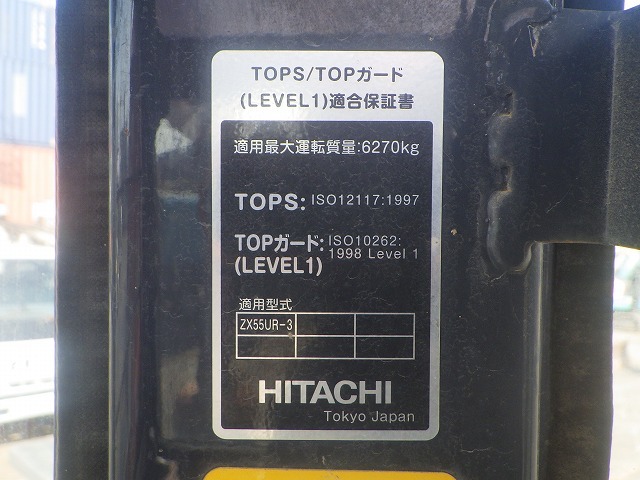 TOPS/TOPガード
(LEVEL1)適合保証書
適用最大運転質量:6270kg
TOPS: ISO12117:1997
TOPガード: ISO10262:
(LEVEL1) 1998 Level 1
適用型式
ZX55UR-3
HITACHI
Tokyo Japan